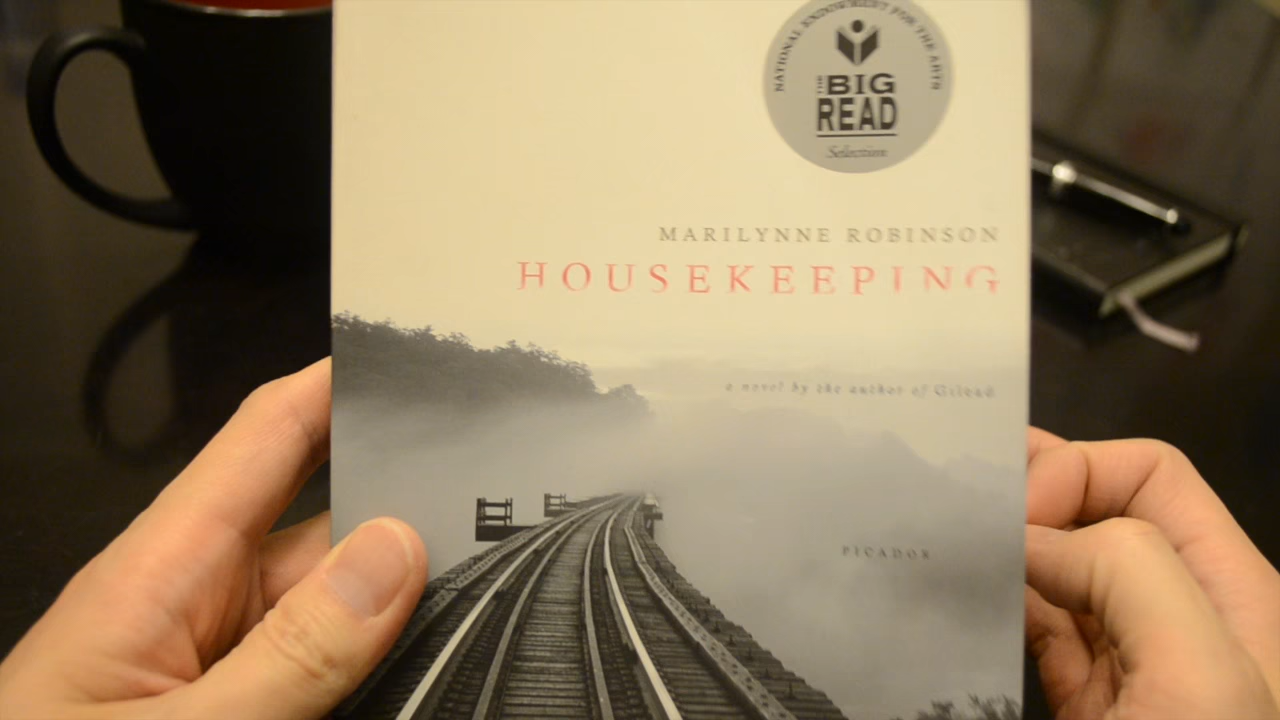 NATIONAL ENDOWMENT FOR THE ARTS
THE
BIG
READ
Selection
MARILYNNE ROBINSON
HOUSEKEEPING
a novel by the author of Gilead
PICADOR